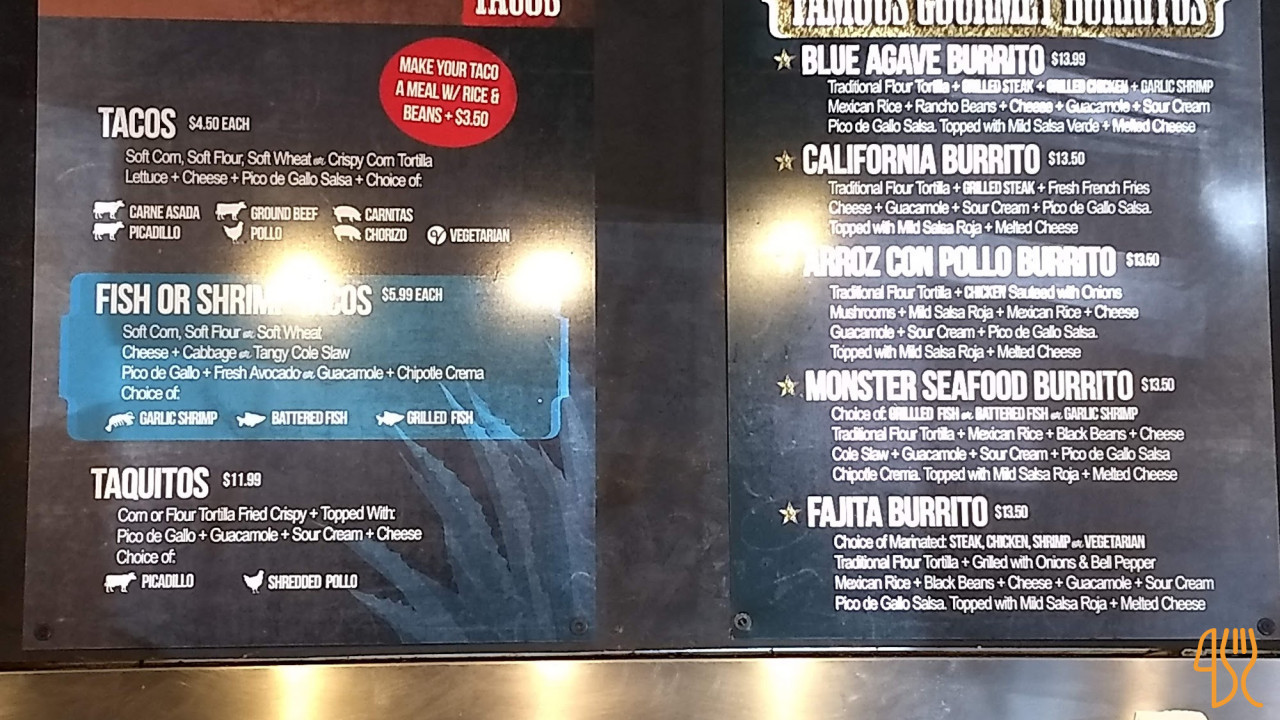 TACOS
MAKE YOUR TACO
A MEAL W/ RICE &
BEANS + $3.50
TACOS $4.50 EACH
Soft Corn, Soft Flour, Soft Wheat or Crispy Corn Tortilla
Lettuce + Cheese + Pico de Gallo Salsa + Choice of:
CARNE ASADA GROUND BEEF CARNITAS
PICADILLO POLLO CHORIZO VEGETARIAN
FISH OR SHRIMP TACOS $5.99 EACH
Soft Corn, Soft Flour or Soft Wheat
Cheese + Cabbage or Tangy Cole Slaw
Pico de Gallo + Fresh Avocado or Guacamole + Chipotle Crema
Choice of:
GARLIC SHRIMP BATTERED FISH GRILLED FISH
TAQUITOS $11.99
Corn or Flour Tortilla Fried Crispy + Topped With:
Pico de Gallo + Guacamole + Sour Cream + Cheese
Choice of:
PICADILLO SHREDDED POLLO
FAMOUS GOURMET BURRITOS
BLUE AGAVE BURRITO $13.99
Traditional Flour Tortilla + GRILLED STEAK + GRILLED CHICKEN + GARLIC SHRIMP
Mexican Rice + Rancho Beans + Cheese + Guacamole + Sour Cream
Pico de Gallo Salsa. Topped with Mild Salsa Verde + Melted Cheese
CALIFORNIA BURRITO $13.50
Traditional Flour Tortilla + GRILLED STEAK + Fresh French Fries
Cheese + Guacamole + Sour Cream + Pico de Gallo Salsa.
Topped with Mild Salsa Roja + Melted Cheese
ARROZ CON POLLO BURRITO $13.50
Traditional Flour Tortilla + CHICKEN Sauteed with Onions
Mushrooms + Mild Salsa Roja + Mexican Rice + Cheese
Guacamole + Sour Cream + Pico de Gallo Salsa.
Topped with Mild Salsa Roja + Melted Cheese
MONSTER SEAFOOD BURRITO $13.50
Choice of: GRILLLED FISH or BATTERED FISH or GARLIC SHRIMP
Traditional Flour Tortilla + Mexican Rice + Black Beans + Cheese
Cole Slaw + Guacamole + Sour Cream + Pico de Gallo Salsa
Chipotle Crema. Topped with Mild Salsa Roja + Melted Cheese
FAJITA BURRITO $13.50
Choice of Marinated: STEAK, CHICKEN, SHRIMP or VEGETARIAN
Traditional Flour Tortilla + Grilled with Onions & Bell Pepper
Mexican Rice + Black Beans + Cheese + Guacamole + Sour Cream
Pico de Gallo Salsa. Topped with Mild Salsa Roja + Melted Cheese